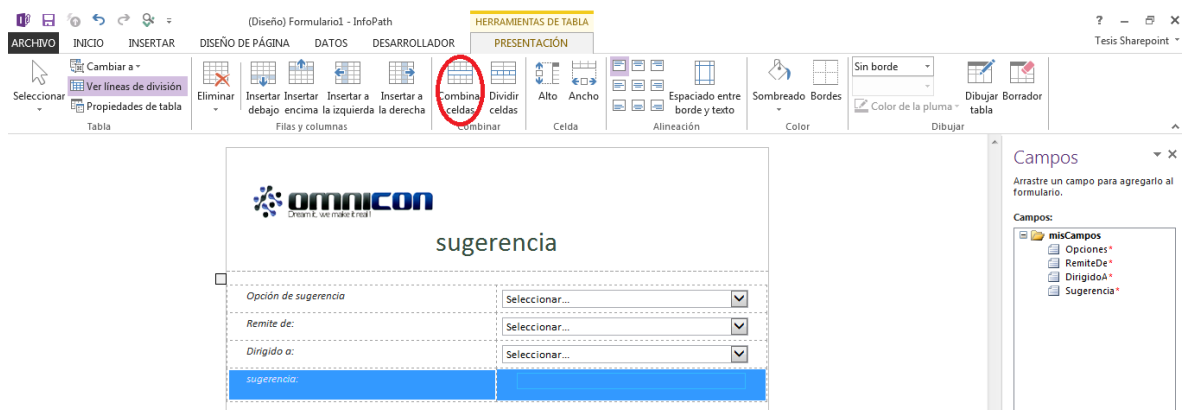 (Diseño) Formulario1 - InfoPath
HERRAMIENTAS DE TABLA
?
ARCHIVO INICIO INSERTAR DISEÑO DE PÁGINA DATOS DESARROLLADOR PRESENTACIÓN
Tesis Sharepoint
Seleccionar
Cambiar a
Ver líneas de división
Propiedades de tabla
Tabla
Eliminar
Insertar debajo
Insertar encima
Insertar a la izquierda
Insertar a la derecha
Filas y columnas
Combinar celdas
Dividir celdas
Combinar
Alto
Ancho
Celda
Espaciado entre
borde y texto
Alineación
Sombreado
Bordes
Color
Sin borde
Color de la pluma
Dibujar tabla
Borrador
Dibujar
omnicon
Dream it, we make it real!
sugerencia
Opción de sugerencia
Seleccionar...
Remite de:
Seleccionar...
Dirigido a:
Seleccionar...
sugerencia:
Campos
Arrastre un campo para agregarlo al
formulario.
Campos:
misCampos
Opciones*
RemiteDe*
DirigidoA*
Sugerencia*